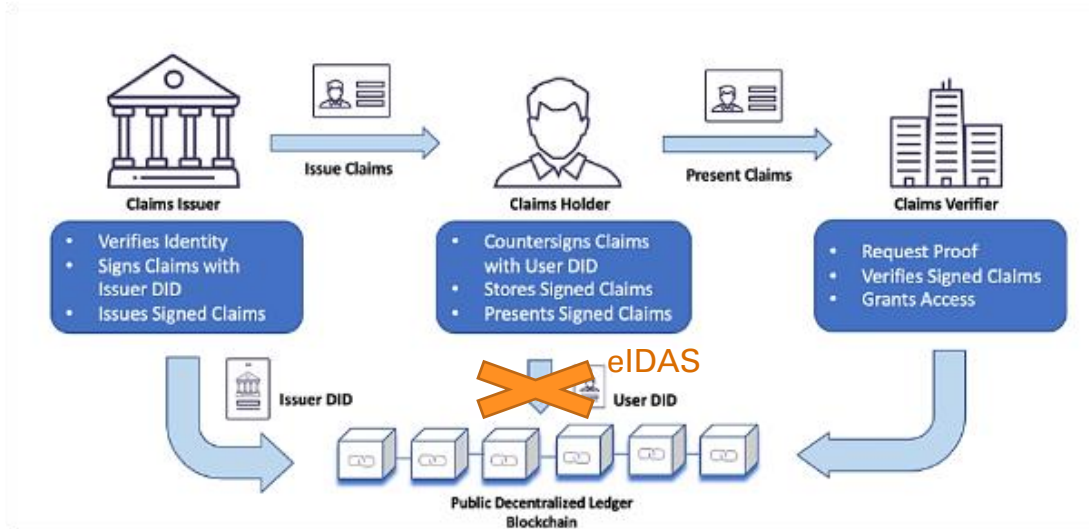 Issue Claims
Present Claims
Claims Issuer
Claims Holder
Claims Verifier
• Verifies Identity
• Signs Claims with
Issuer DID
• Issues Signed Claims
• Countersigns Claims
with User DID
• Stores Signed Claims
• Presents Signed Claims
• Request Proof
• Verifies Signed Claims
• Grants Access
eIDAS
Issuer DID
User DID
Public Decentralized Ledger
Blockchain